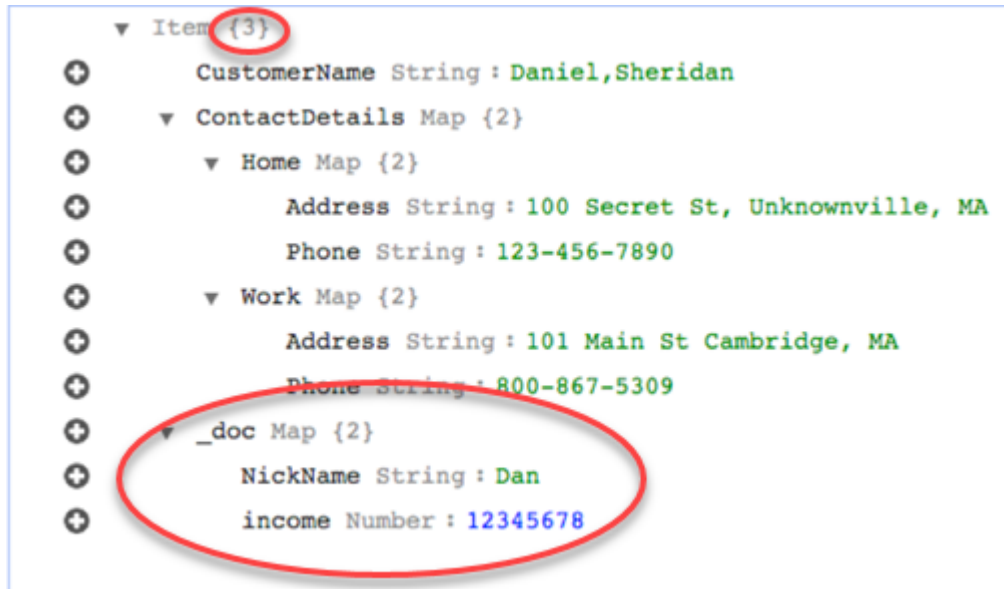 Item {3}
CustomerName String : Daniel,Sheridan
ContactDetails Map {2}
Home Map {2}
Address String : 100 Secret St, Unknownville, MA
Phone String : 123-456-7890
Work Map {2}
Address String : 101 Main St Cambridge, MA
Phone String : 800-867-5309
_doc Map {2}
NickName String : Dan
income Number : 12345678